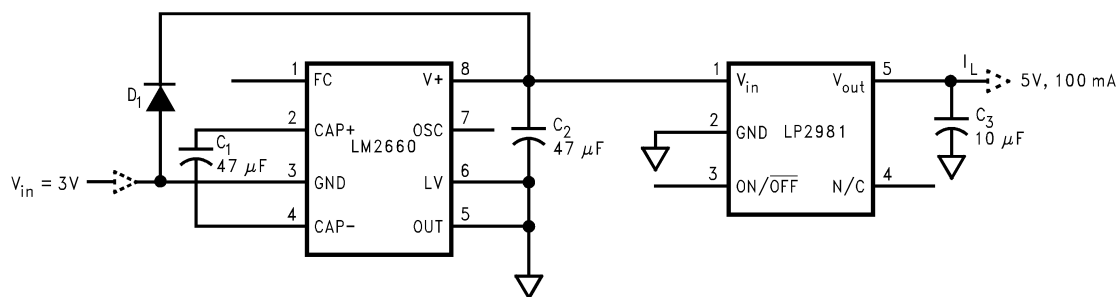 1 FC V+ 8
D1
2 CAP+ OSC 7
C1
47 µF
LM2660
C2
47 µF
Vin = 3V
3 GND LV 6
4 CAP- OUT 5
1 Vin Vout 5
IL
5V, 100 mA
2 GND
LP2981
C3
10 µF
3 ON/O̅F̅F̅ N/C 4